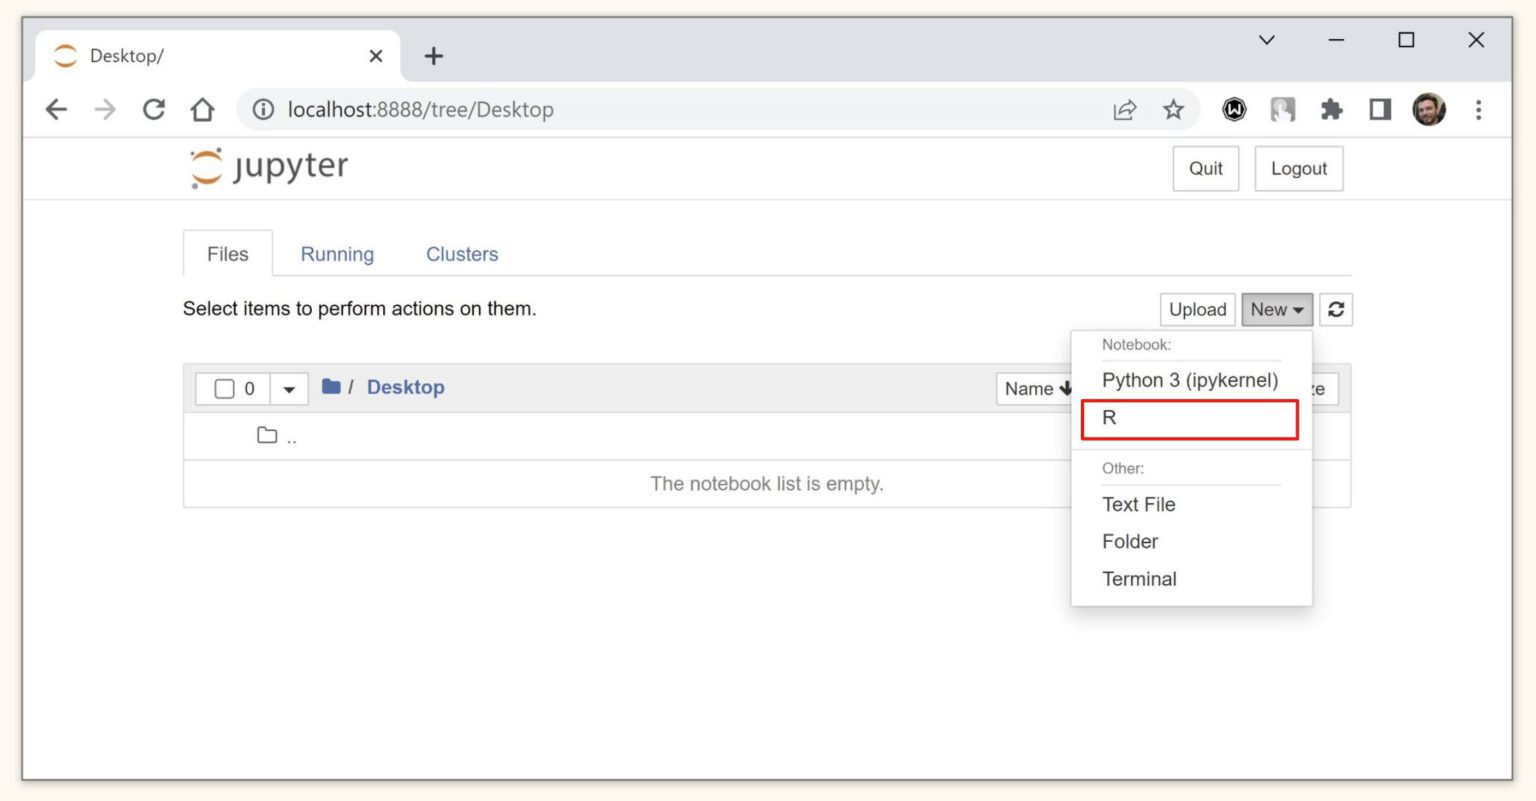 Desktop/
localhost:8888/tree/Desktop
jupyter
Quit
Logout
Files
Running
Clusters
Select items to perform actions on them.
Upload
New
Notebook:
Python 3 (ipykernel)
R
Other:
Text File
Folder
Terminal
0
/ Desktop
Name
..
The notebook list is empty.